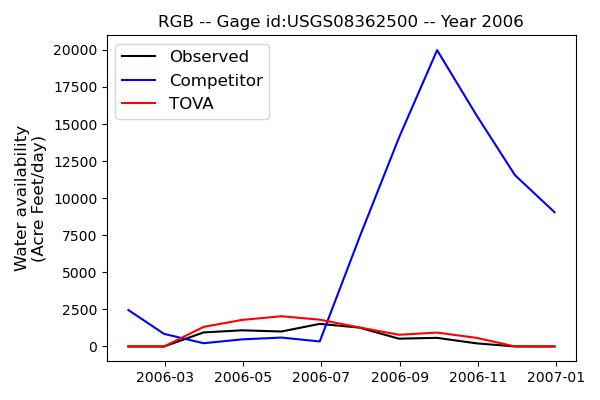 RGB -- Gage id:USGS08362500 -- Year 2006
Observed
Competitor
TOVA
Water availability
(Acre Feet/day)
20000
17500
15000
12500
10000
7500
5000
2500
0
2006-03 2006-05 2006-07 2006-09 2006-11 2007-01